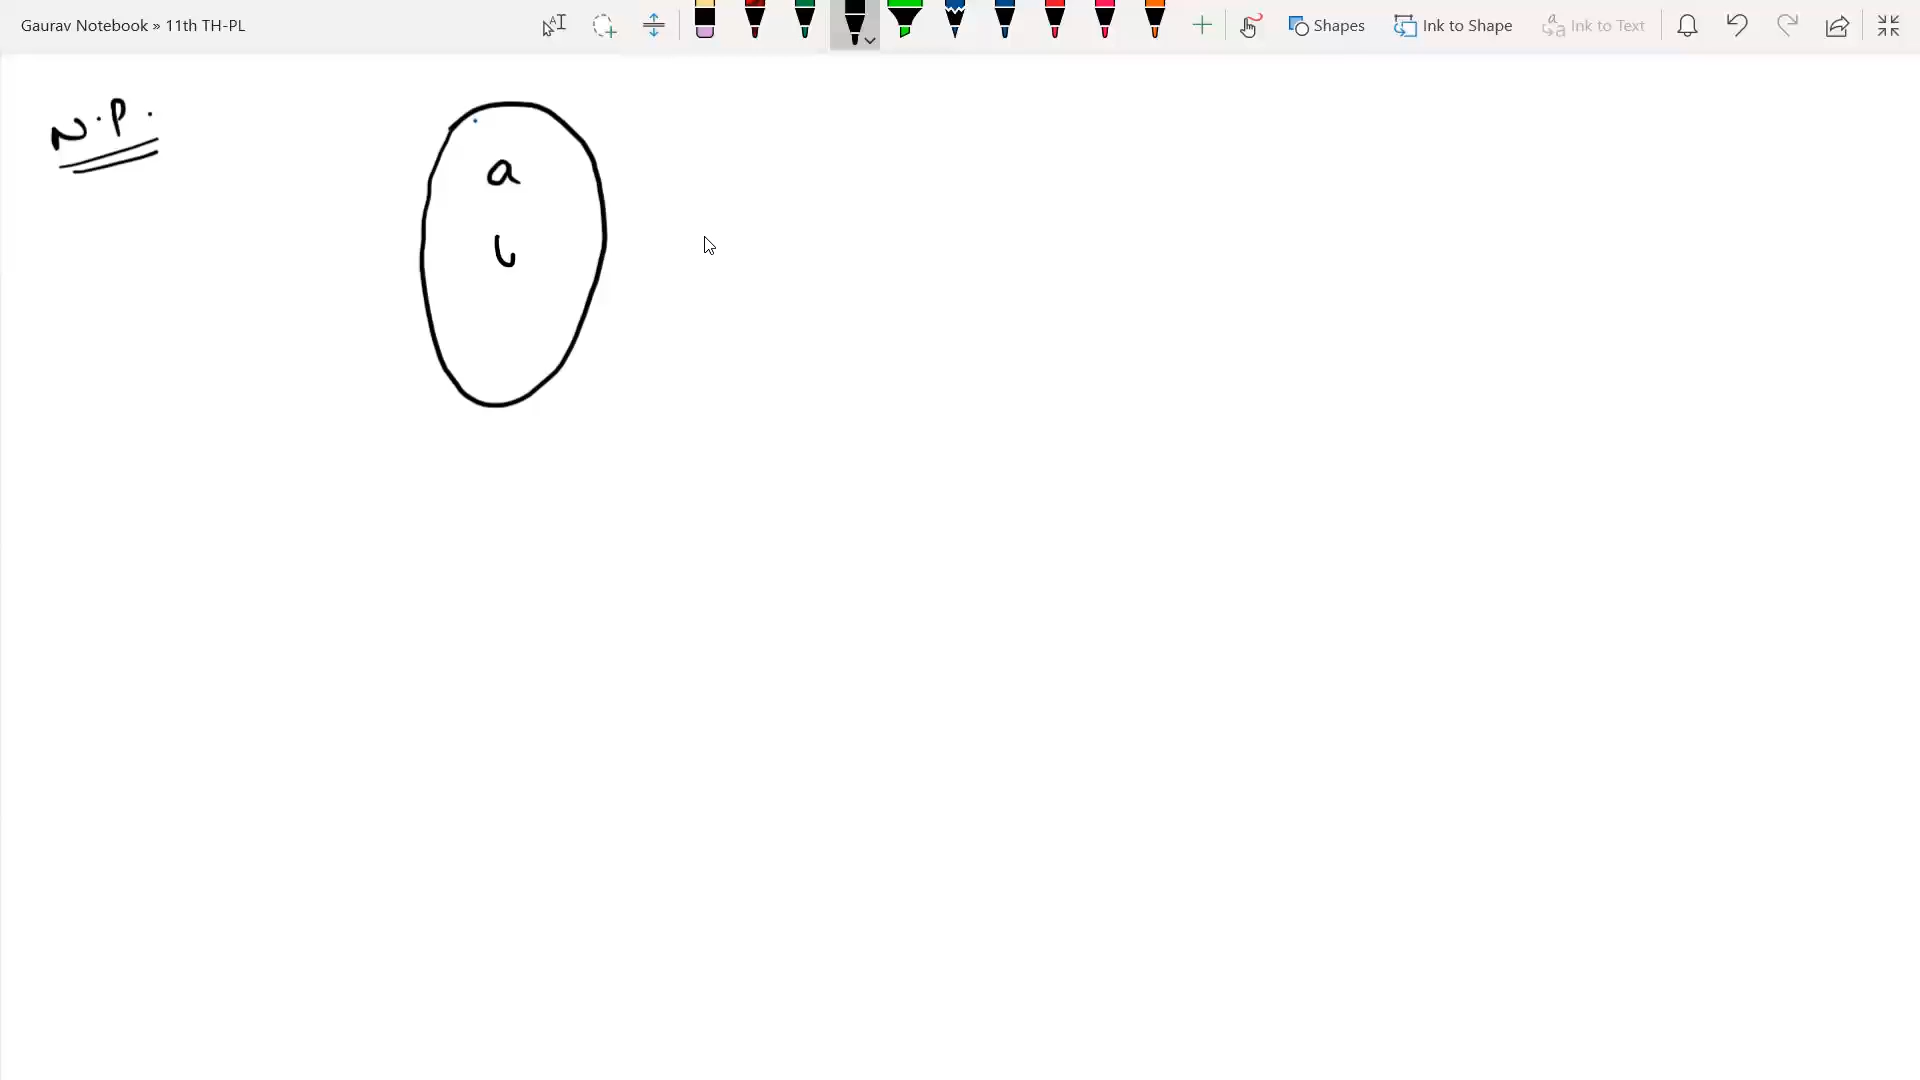 Gaurav Notebook » 11th TH-PL
Shapes
Ink to Shape
Ink to Text
N.P.
a